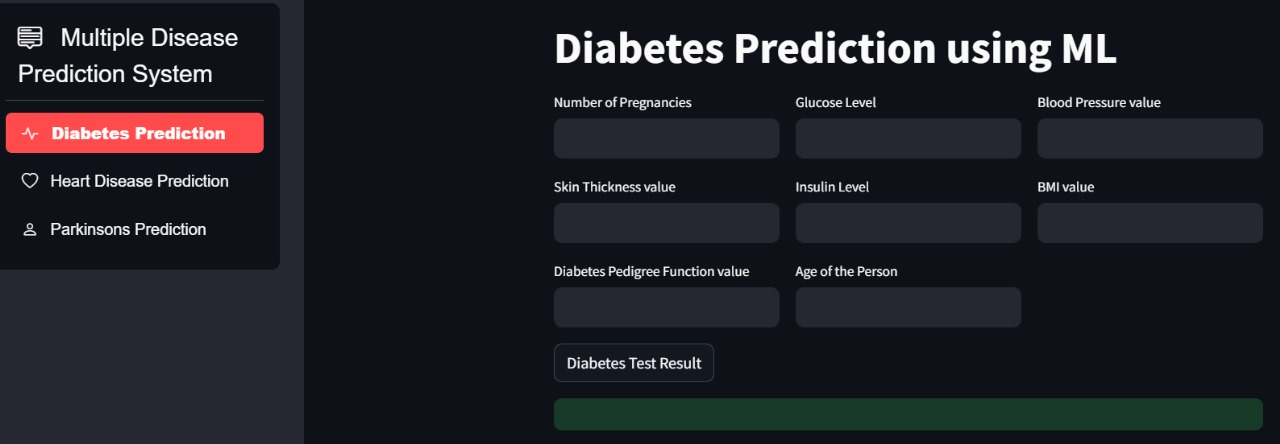 Multiple Disease
Prediction System
Diabetes Prediction
Heart Disease Prediction
Parkinsons Prediction
Diabetes Prediction using ML
Number of Pregnancies
Glucose Level
Blood Pressure value
Skin Thickness value
Insulin Level
BMI value
Diabetes Pedigree Function value
Age of the Person
Diabetes Test Result